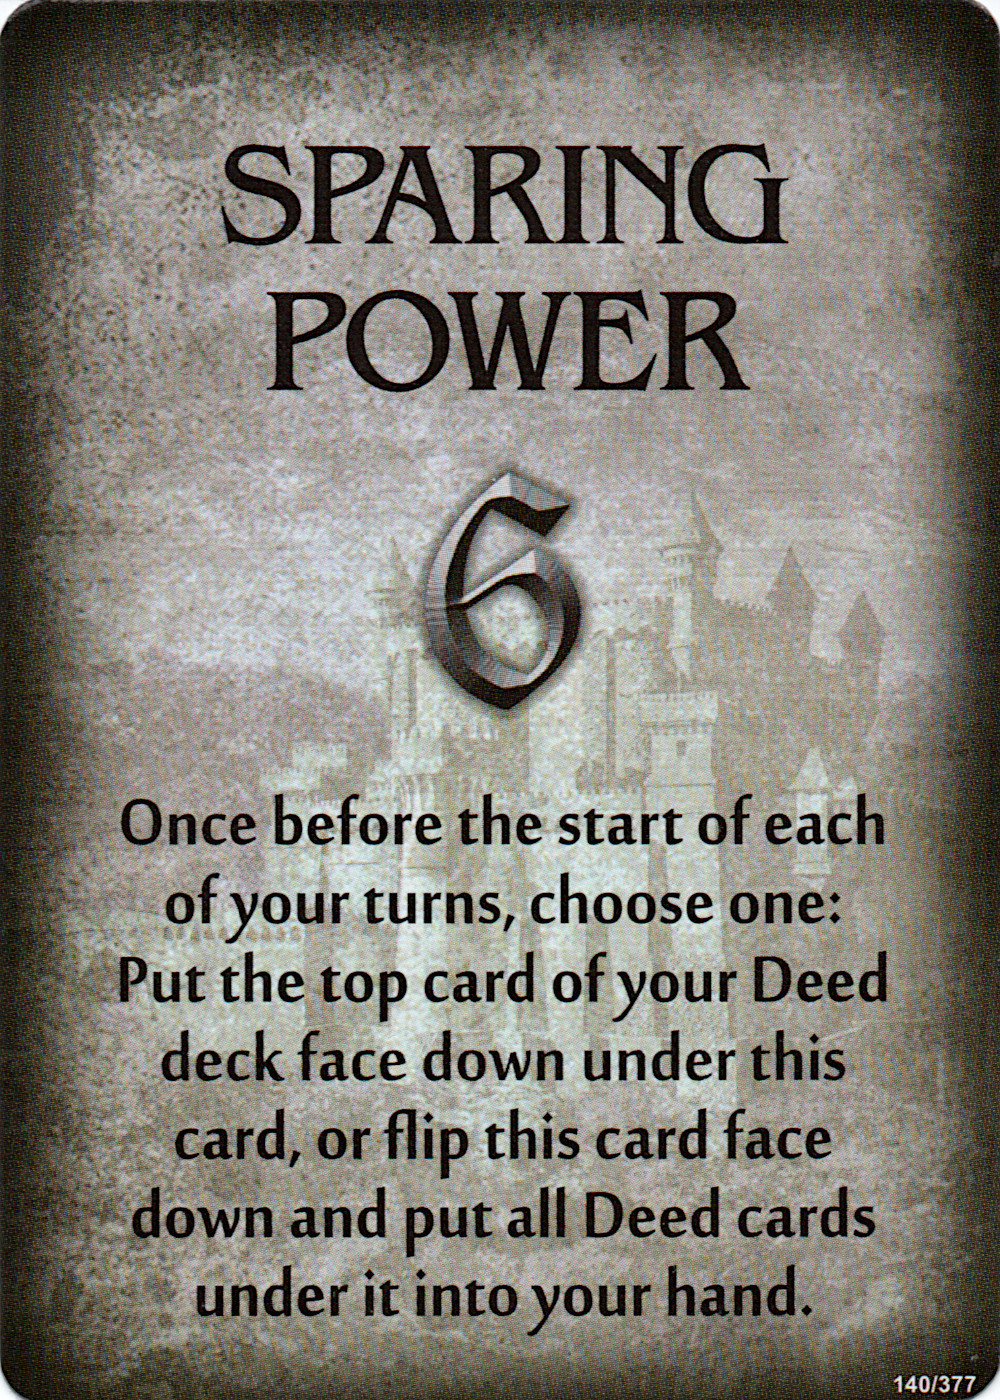 SPARING
POWER
6
Once before the start of each
of your turns, choose one:
Put the top card of your Deed
deck face down under this
card, or flip this card face
down and put all Deed cards
under it into your hand.
140/377